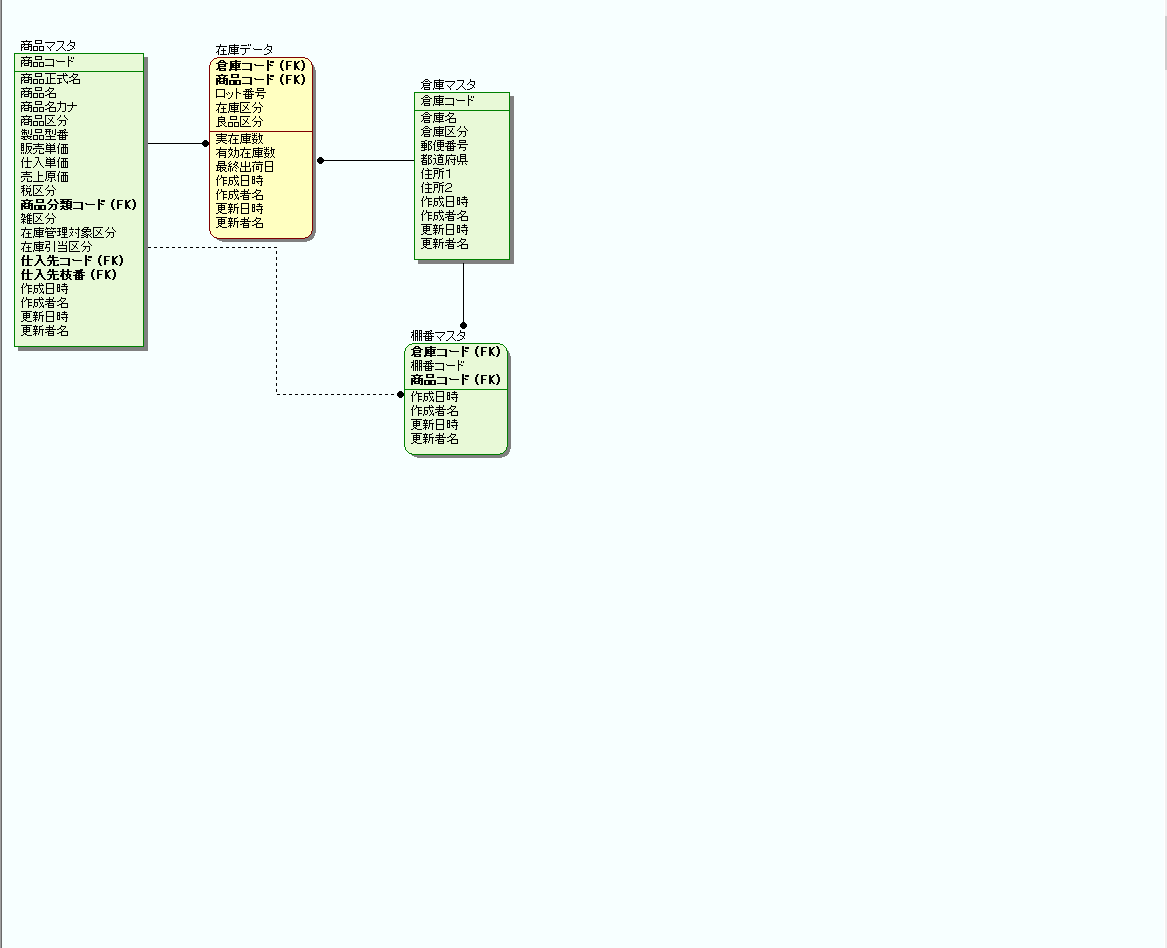 商品マスタ
商品コード
商品正式名
商品名
商品名カナ
商品区分
製品型番
販売単価
仕入単価
売上原価
税区分
商品分類コード (FK)
雑区分
在庫管理対象区分
在庫引当区分
仕入先コード (FK)
仕入先枝番 (FK)
作成日時
作成者名
更新日時
更新者名
在庫データ
倉庫コード (FK)
商品コード (FK)
ロット番号
在庫区分
良品区分
実在庫数
有効在庫数
最終出荷日
作成日時
作成者名
更新日時
更新者名
倉庫マスタ
倉庫コード
倉庫名
倉庫区分
郵便番号
都道府県
住所1
住所2
作成日時
作成者名
更新日時
更新者名
棚番マスタ
倉庫コード (FK)
棚番コード
商品コード (FK)
作成日時
作成者名
更新日時
更新者名